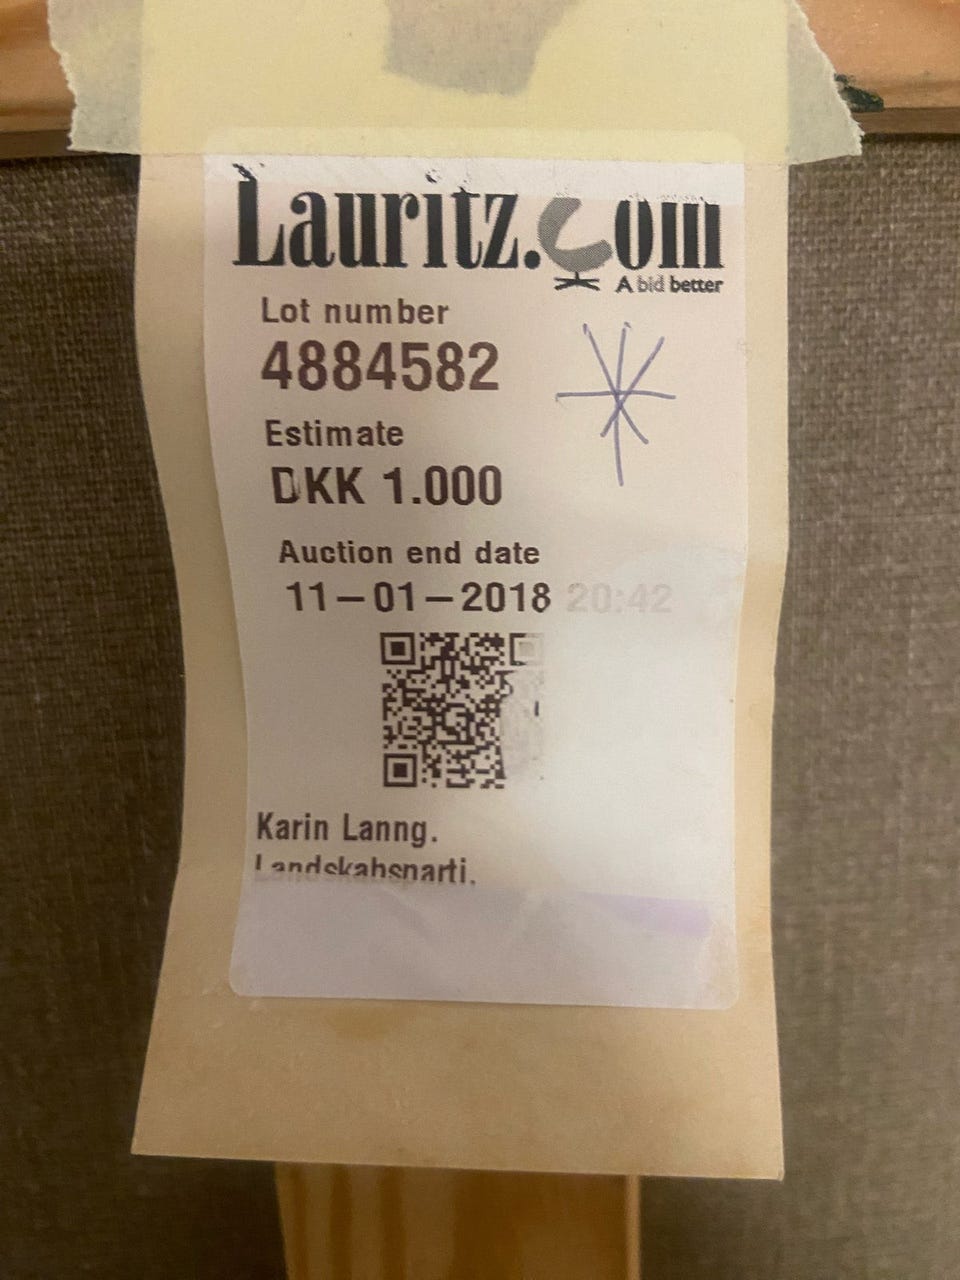 Lauritz.com
A bid better
Lot number
4884582
Estimate
DKK 1.000
Auction end date
11-01-2018 20:42
Karin Lanng.
Landskabsparti.